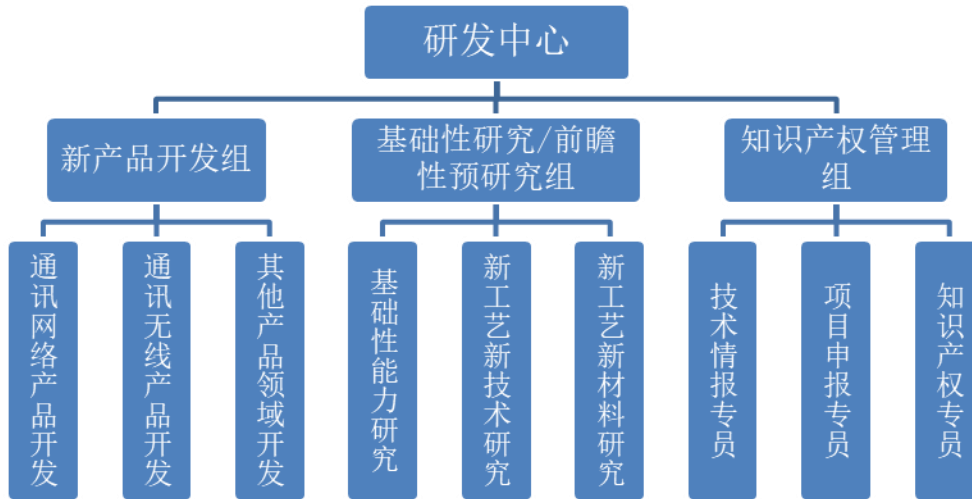 研发中心
新产品开发组
基础性研究/前瞻
性预研究组
知识产权管理
组
通讯网络产品开发
通讯无线产品开发
其他产品领域开发
基础性能力研究
新工艺新技术研究
新工艺新材料研究
技术情报专员
项目申报专员
知识产权专员